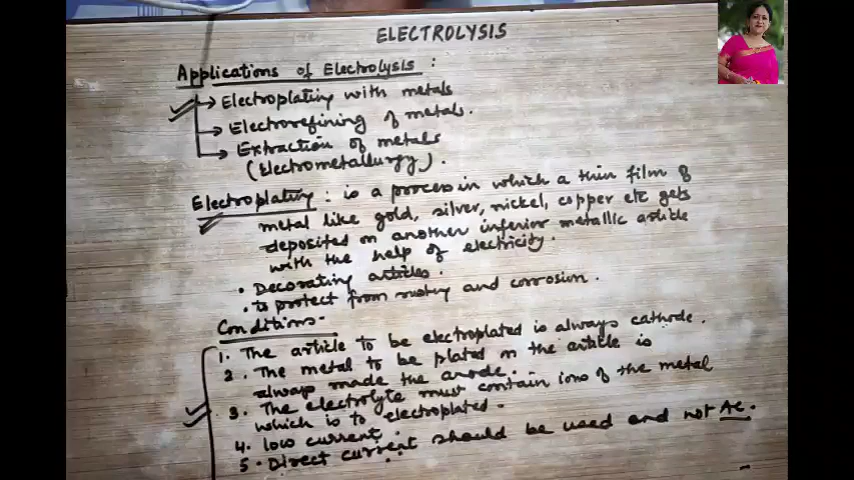 ELECTROLYSIS
Applications of Electrolysis :
→ Electroplating with metals
→ Electrorefining of metals.
→ Extraction of metals
(Electrometallurgy).
Electroplating : is a process in which a thin film of
metal like gold, silver, nickel, copper etc gets
deposited on another inferior metallic article
with the help of electricity.
• Decorating articles.
• to protect from rusting and corrosion.
Conditions-
1. The article to be electroplated is always cathode.
2. The metal to be plated on the article is
always made the anode.
3. The electrolyte must contain ions of the metal
which is to electroplated.
4. low current.
5. Direct current should be used and not AC.